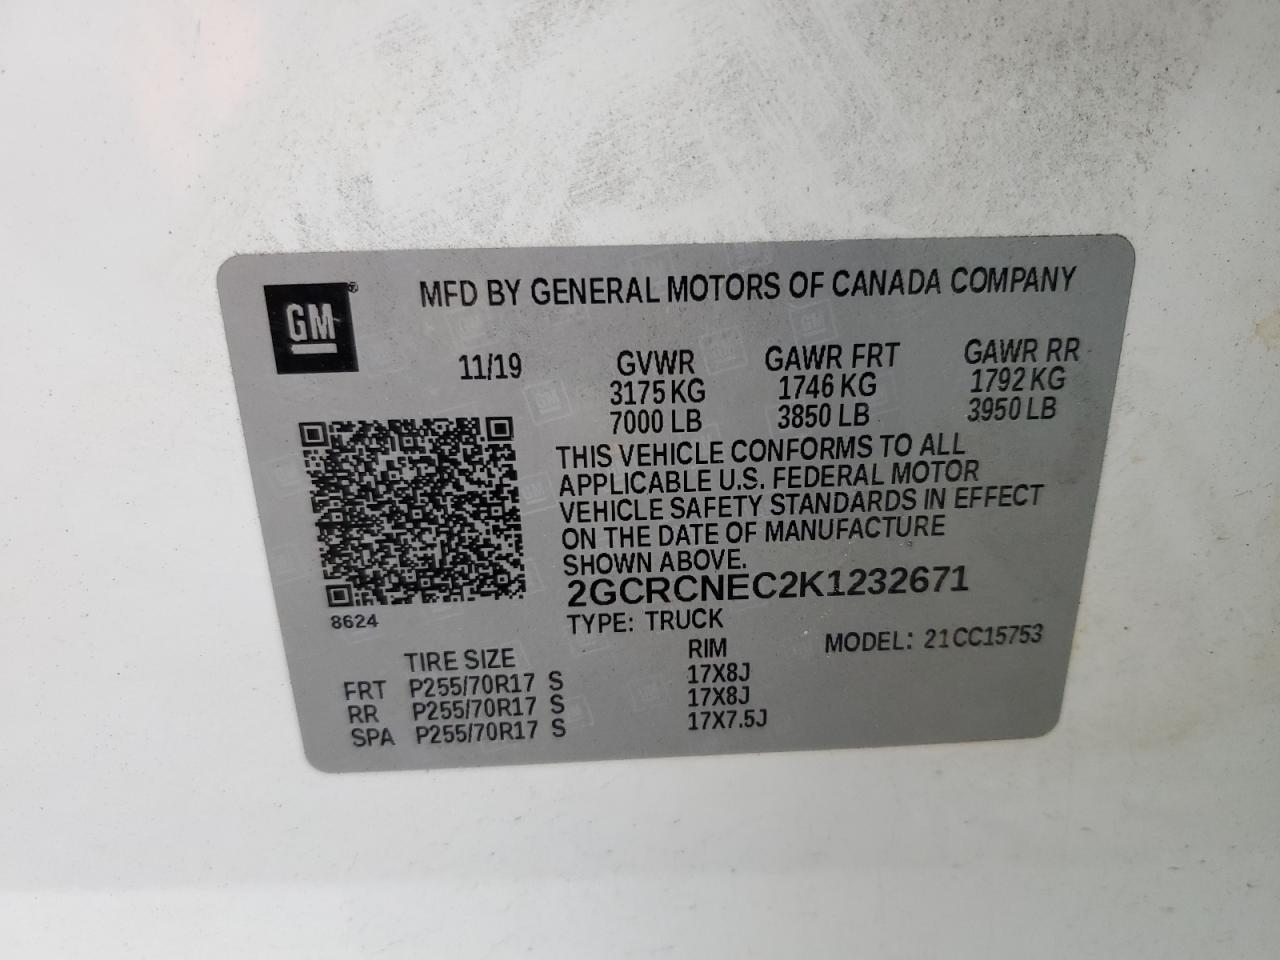 GM®
MFD BY GENERAL MOTORS OF CANADA COMPANY
11/19
GVWR GAWR FRT GAWR RR
3175 KG 1746 KG 1792 KG
7000 LB 3850 LB 3950 LB
THIS VEHICLE CONFORMS TO ALL
APPLICABLE U.S. FEDERAL MOTOR
VEHICLE SAFETY STANDARDS IN EFFECT
ON THE DATE OF MANUFACTURE
SHOWN ABOVE.
2GCRCNEC2K1232671
8624
TYPE: TRUCK
MODEL: 21CC15753
TIRE SIZE RIM
FRT P255/70R17 S 17X8J
RR P255/70R17 S 17X8J
SPA P255/70R17 S 17X7.5J